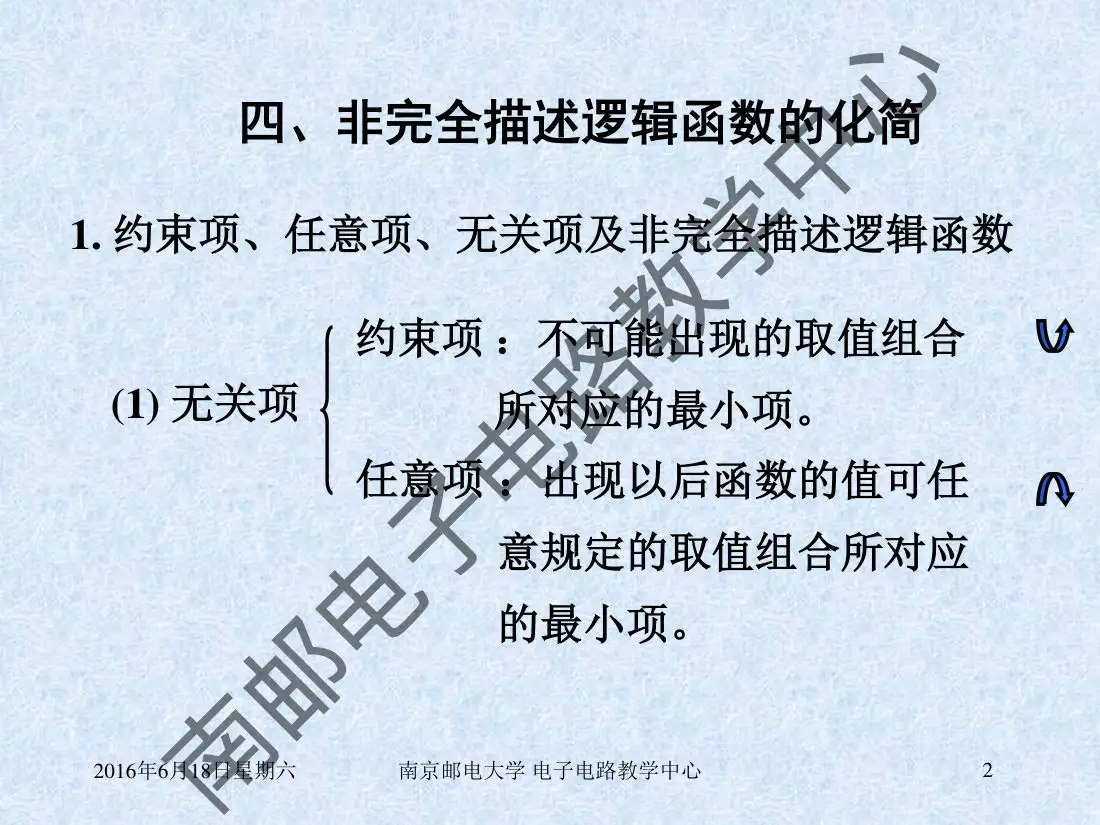 四、非完全描述逻辑函数的化简
1. 约束项、任意项、无关项及非完全描述逻辑函数
(1) 无关项
约束项 ：不可能出现的取值组合
所对应的最小项。
任意项 ：出现以后函数的值可任
意规定的取值组合所对应
的最小项。
南邮电子电路教学中心
2016年6月18日星期六
南京邮电大学 电子电路教学中心
2